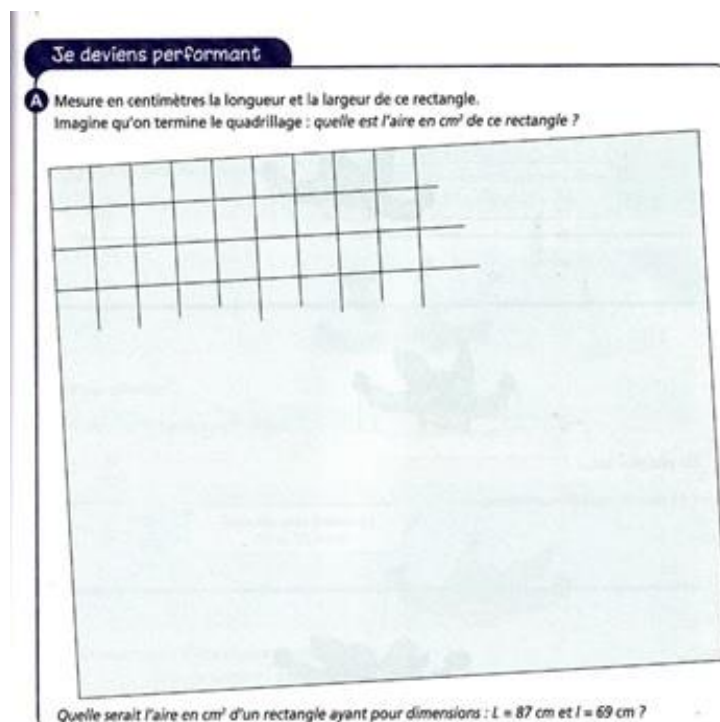 Je deviens performant
A Mesure en centimètres la longueur et la largeur de ce rectangle.
Imagine qu'on termine le quadrillage : quelle est l'aire en cm² de ce rectangle ?
Quelle serait l'aire en cm² d'un rectangle ayant pour dimensions : L = 87 cm et l = 69 cm ?